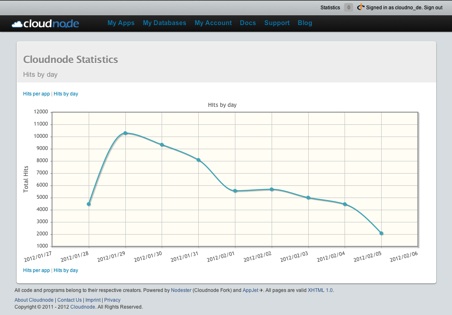 Statistics 0 Signed in as cloudno_de. Sign out
cloudnode My Apps My Databases My Account Docs Support Blog
Cloudnode Statistics
Hits by day
Hits per app | Hits by day
Hits by day
12000
11000
10000
9000
8000
7000
6000
5000
4000
3000
2000
1000
Total Hits
2012/01/27 2012/01/28 2012/01/29 2012/01/30 2012/01/31 2012/02/01 2012/02/02 2012/02/03 2012/02/04 2012/02/05 2012/02/06
Hits per app | Hits by day
All code and programs belong to their respective creators. Powered by Nodester (Cloudnode Fork) and AppJet. All pages are valid XHTML 1.0.
About Cloudnode | Contact Us | Imprint | Privacy
Copyright © 2011 - 2012 Cloudnode. All Rights Reserved.